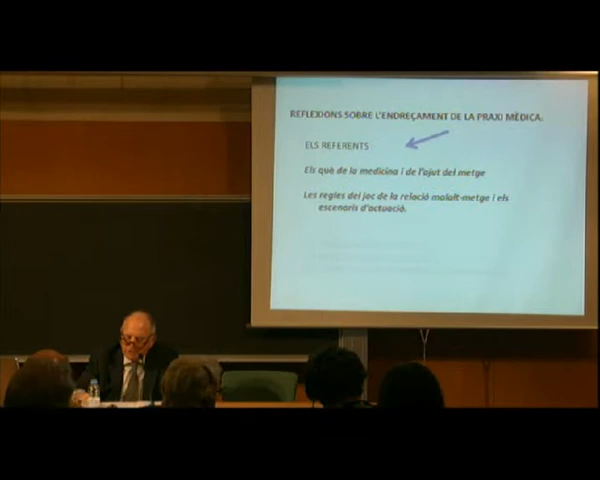 REFLEXIONS SOBRE L'ENDREÇAMENT DE LA PRAXI MÈDICA:
ELS REFERENTS
Els què de la medicina i de l'ajut del metge
Les regles del joc de la relació malalt-metge i els
escenaris d'actuació.